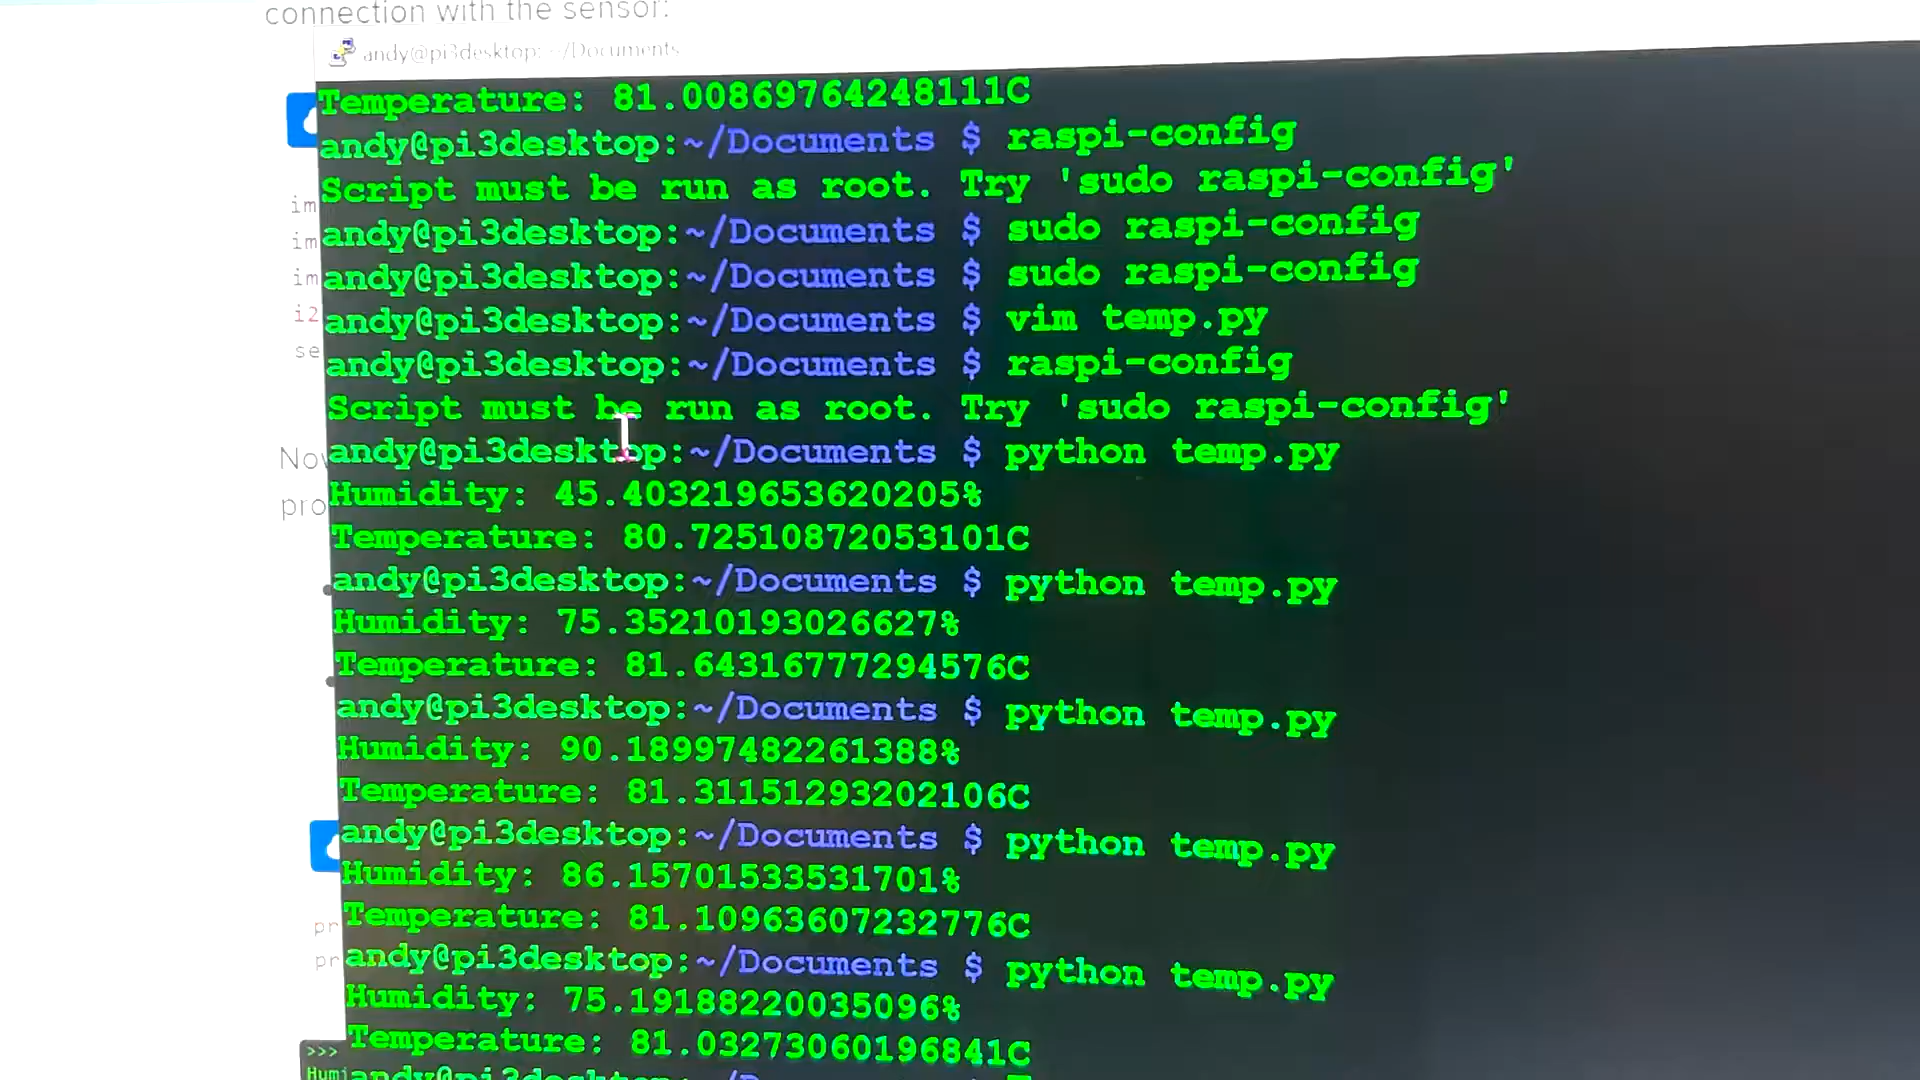 connection with the sensor:
andy@pi3desktop: ~/Documents
Temperature: 81.00869764248111C
andy@pi3desktop:~/Documents $ raspi-config
Script must be run as root. Try 'sudo raspi-config'
andy@pi3desktop:~/Documents $ sudo raspi-config
andy@pi3desktop:~/Documents $ sudo raspi-config
andy@pi3desktop:~/Documents $ vim temp.py
andy@pi3desktop:~/Documents $ raspi-config
Script must be run as root. Try 'sudo raspi-config'
andy@pi3desktop:~/Documents $ python temp.py
Humidity: 45.403219653620205%
Temperature: 80.72510872053101C
andy@pi3desktop:~/Documents $ python temp.py
Humidity: 75.35210193026627%
Temperature: 81.64316777294576C
andy@pi3desktop:~/Documents $ python temp.py
Humidity: 90.18997482261388%
Temperature: 81.31151293202106C
andy@pi3desktop:~/Documents $ python temp.py
Humidity: 86.15701533531701%
Temperature: 81.10963607232776C
andy@pi3desktop:~/Documents $ python temp.py
Humidity: 75.19188220035096%
Temperature: 81.03273060196841C
>>>